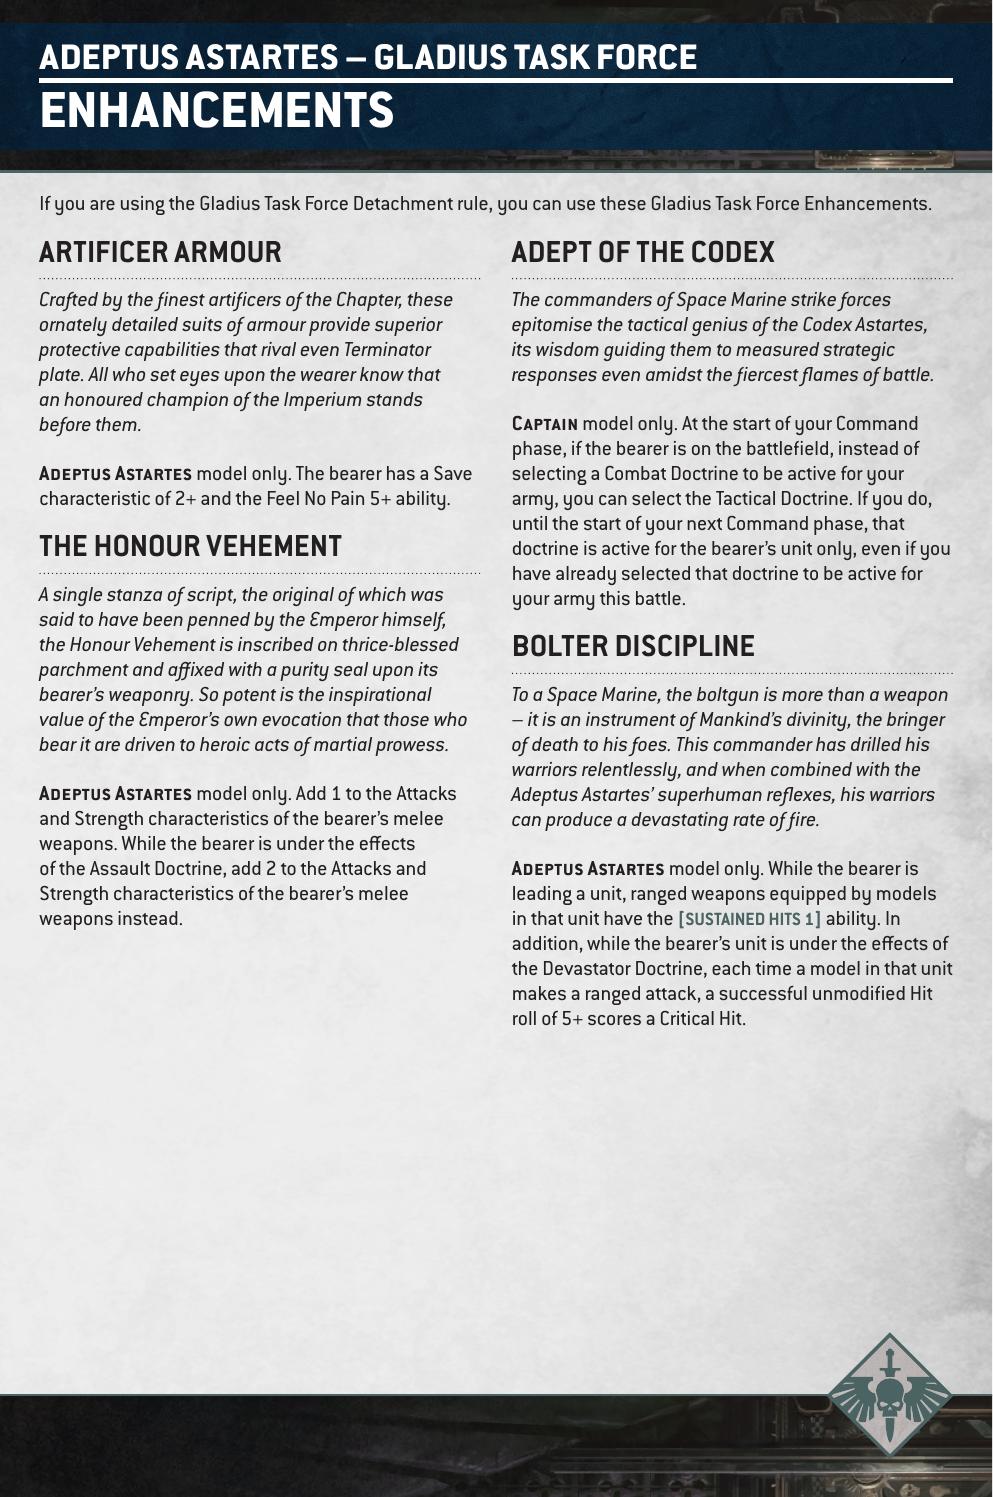 ADEPTUS ASTARTES – GLADIUS TASK FORCE
ENHANCEMENTS
If you are using the Gladius Task Force Detachment rule, you can use these Gladius Task Force Enhancements.
ARTIFICER ARMOUR
Crafted by the finest artificers of the Chapter, these
ornately detailed suits of armour provide superior
protective capabilities that rival even Terminator
plate. All who set eyes upon the wearer know that
an honoured champion of the Imperium stands
before them.
ADEPTUS ASTARTES model only. The bearer has a Save
characteristic of 2+ and the Feel No Pain 5+ ability.
THE HONOUR VEHEMENT
A single stanza of script, the original of which was
said to have been penned by the Emperor himself,
the Honour Vehement is inscribed on thrice-blessed
parchment and affixed with a purity seal upon its
bearer's weaponry. So potent is the inspirational
value of the Emperor's own evocation that those who
bear it are driven to heroic acts of martial prowess.
ADEPTUS ASTARTES model only. Add 1 to the Attacks
and Strength characteristics of the bearer's melee
weapons. While the bearer is under the effects
of the Assault Doctrine, add 2 to the Attacks and
Strength characteristics of the bearer's melee
weapons instead.
ADEPT OF THE CODEX
The commanders of Space Marine strike forces
epitomise the tactical genius of the Codex Astartes,
its wisdom guiding them to measured strategic
responses even amidst the fiercest flames of battle.
CAPTAIN model only. At the start of your Command
phase, if the bearer is on the battlefield, instead of
selecting a Combat Doctrine to be active for your
army, you can select the Tactical Doctrine. If you do,
until the start of your next Command phase, that
doctrine is active for the bearer's unit only, even if you
have already selected that doctrine to be active for
your army this battle.
BOLTER DISCIPLINE
To a Space Marine, the boltgun is more than a weapon
– it is an instrument of Mankind's divinity, the bringer
of death to his foes. This commander has drilled his
warriors relentlessly, and when combined with the
Adeptus Astartes' superhuman reflexes, his warriors
can produce a devastating rate of fire.
ADEPTUS ASTARTES model only. While the bearer is
leading a unit, ranged weapons equipped by models
in that unit have the [SUSTAINED HITS 1] ability. In
addition, while the bearer's unit is under the effects of
the Devastator Doctrine, each time a model in that unit
makes a ranged attack, a successful unmodified Hit
roll of 5+ scores a Critical Hit.